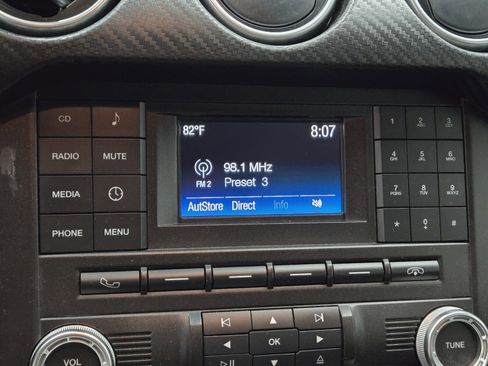 CD
RADIO MUTE
MEDIA
PHONE MENU
82°F 8:07
98.1 MHz
FM 2 Preset 3
AutStore Direct Info
1 2 ABC 3 DEF
4 GHI 5 JKL 6 MNO
7 PQRS 8 TUV 9 WXYZ
* 0 + #
OK
VOL
TUNE